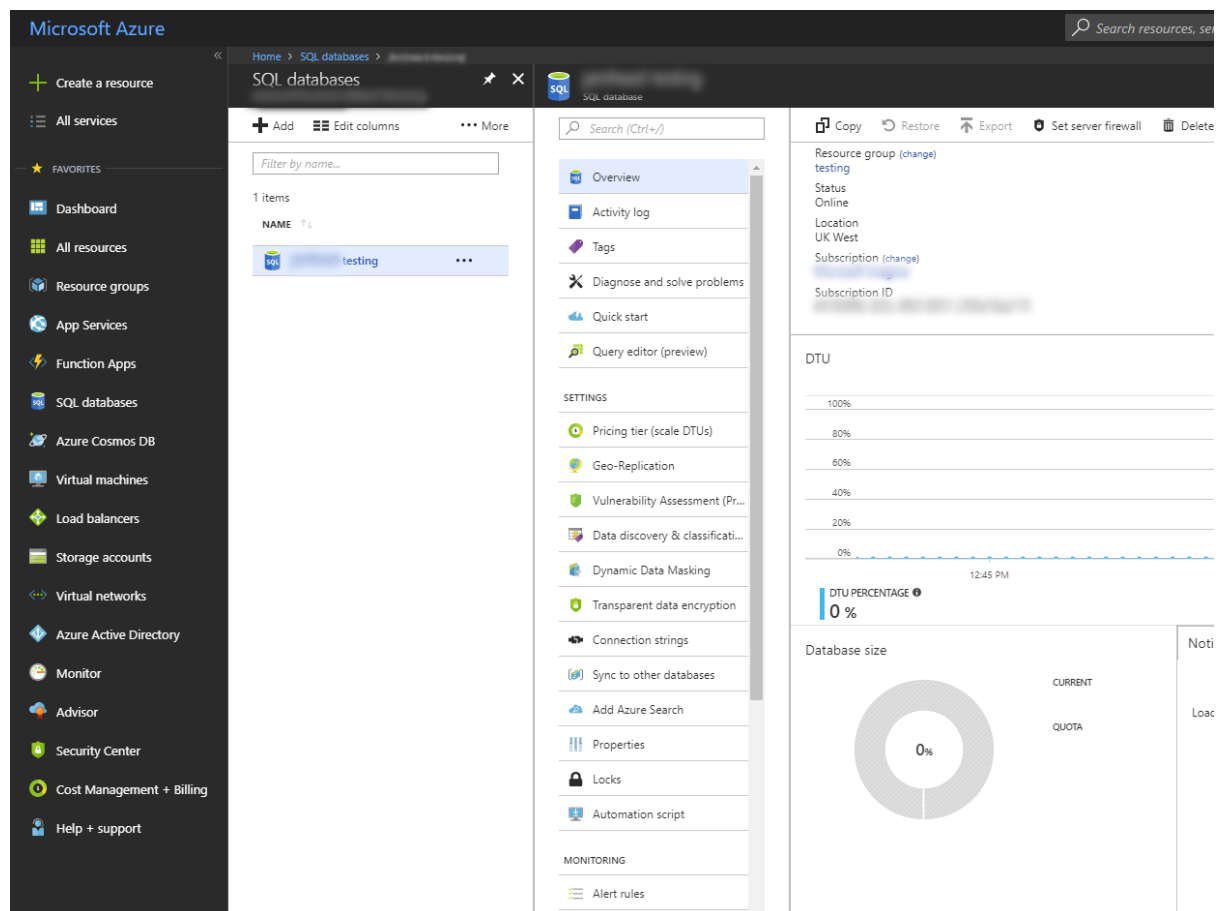 Microsoft Azure
Search resources, ser
Create a resource
All services
FAVORITES
Dashboard
All resources
Resource groups
App Services
Function Apps
SQL databases
Azure Cosmos DB
Virtual machines
Load balancers
Storage accounts
Virtual networks
Azure Active Directory
Monitor
Advisor
Security Center
Cost Management + Billing
Help + support
Home > SQL databases >
SQL databases
Add Edit columns More
Filter by name...
1 items
NAME
SQL testing
SQL
SQL database
Search (Ctrl+/)
Overview
Activity log
Tags
Diagnose and solve problems
Quick start
Query editor (preview)
SETTINGS
Pricing tier (scale DTUs)
Geo-Replication
Vulnerability Assessment (Pr...
Data discovery & classificati...
Dynamic Data Masking
Transparent data encryption
Connection strings
Sync to other databases
Add Azure Search
Properties
Locks
Automation script
MONITORING
Alert rules
Copy Restore Export Set server firewall Delete
Resource group (change)
testing
Status
Online
Location
UK West
Subscription (change)
Subscription ID
DTU
100%
80%
60%
40%
20%
0%
12:45 PM
DTU PERCENTAGE
0 %
Database size
0%
CURRENT
QUOTA
Noti
Load